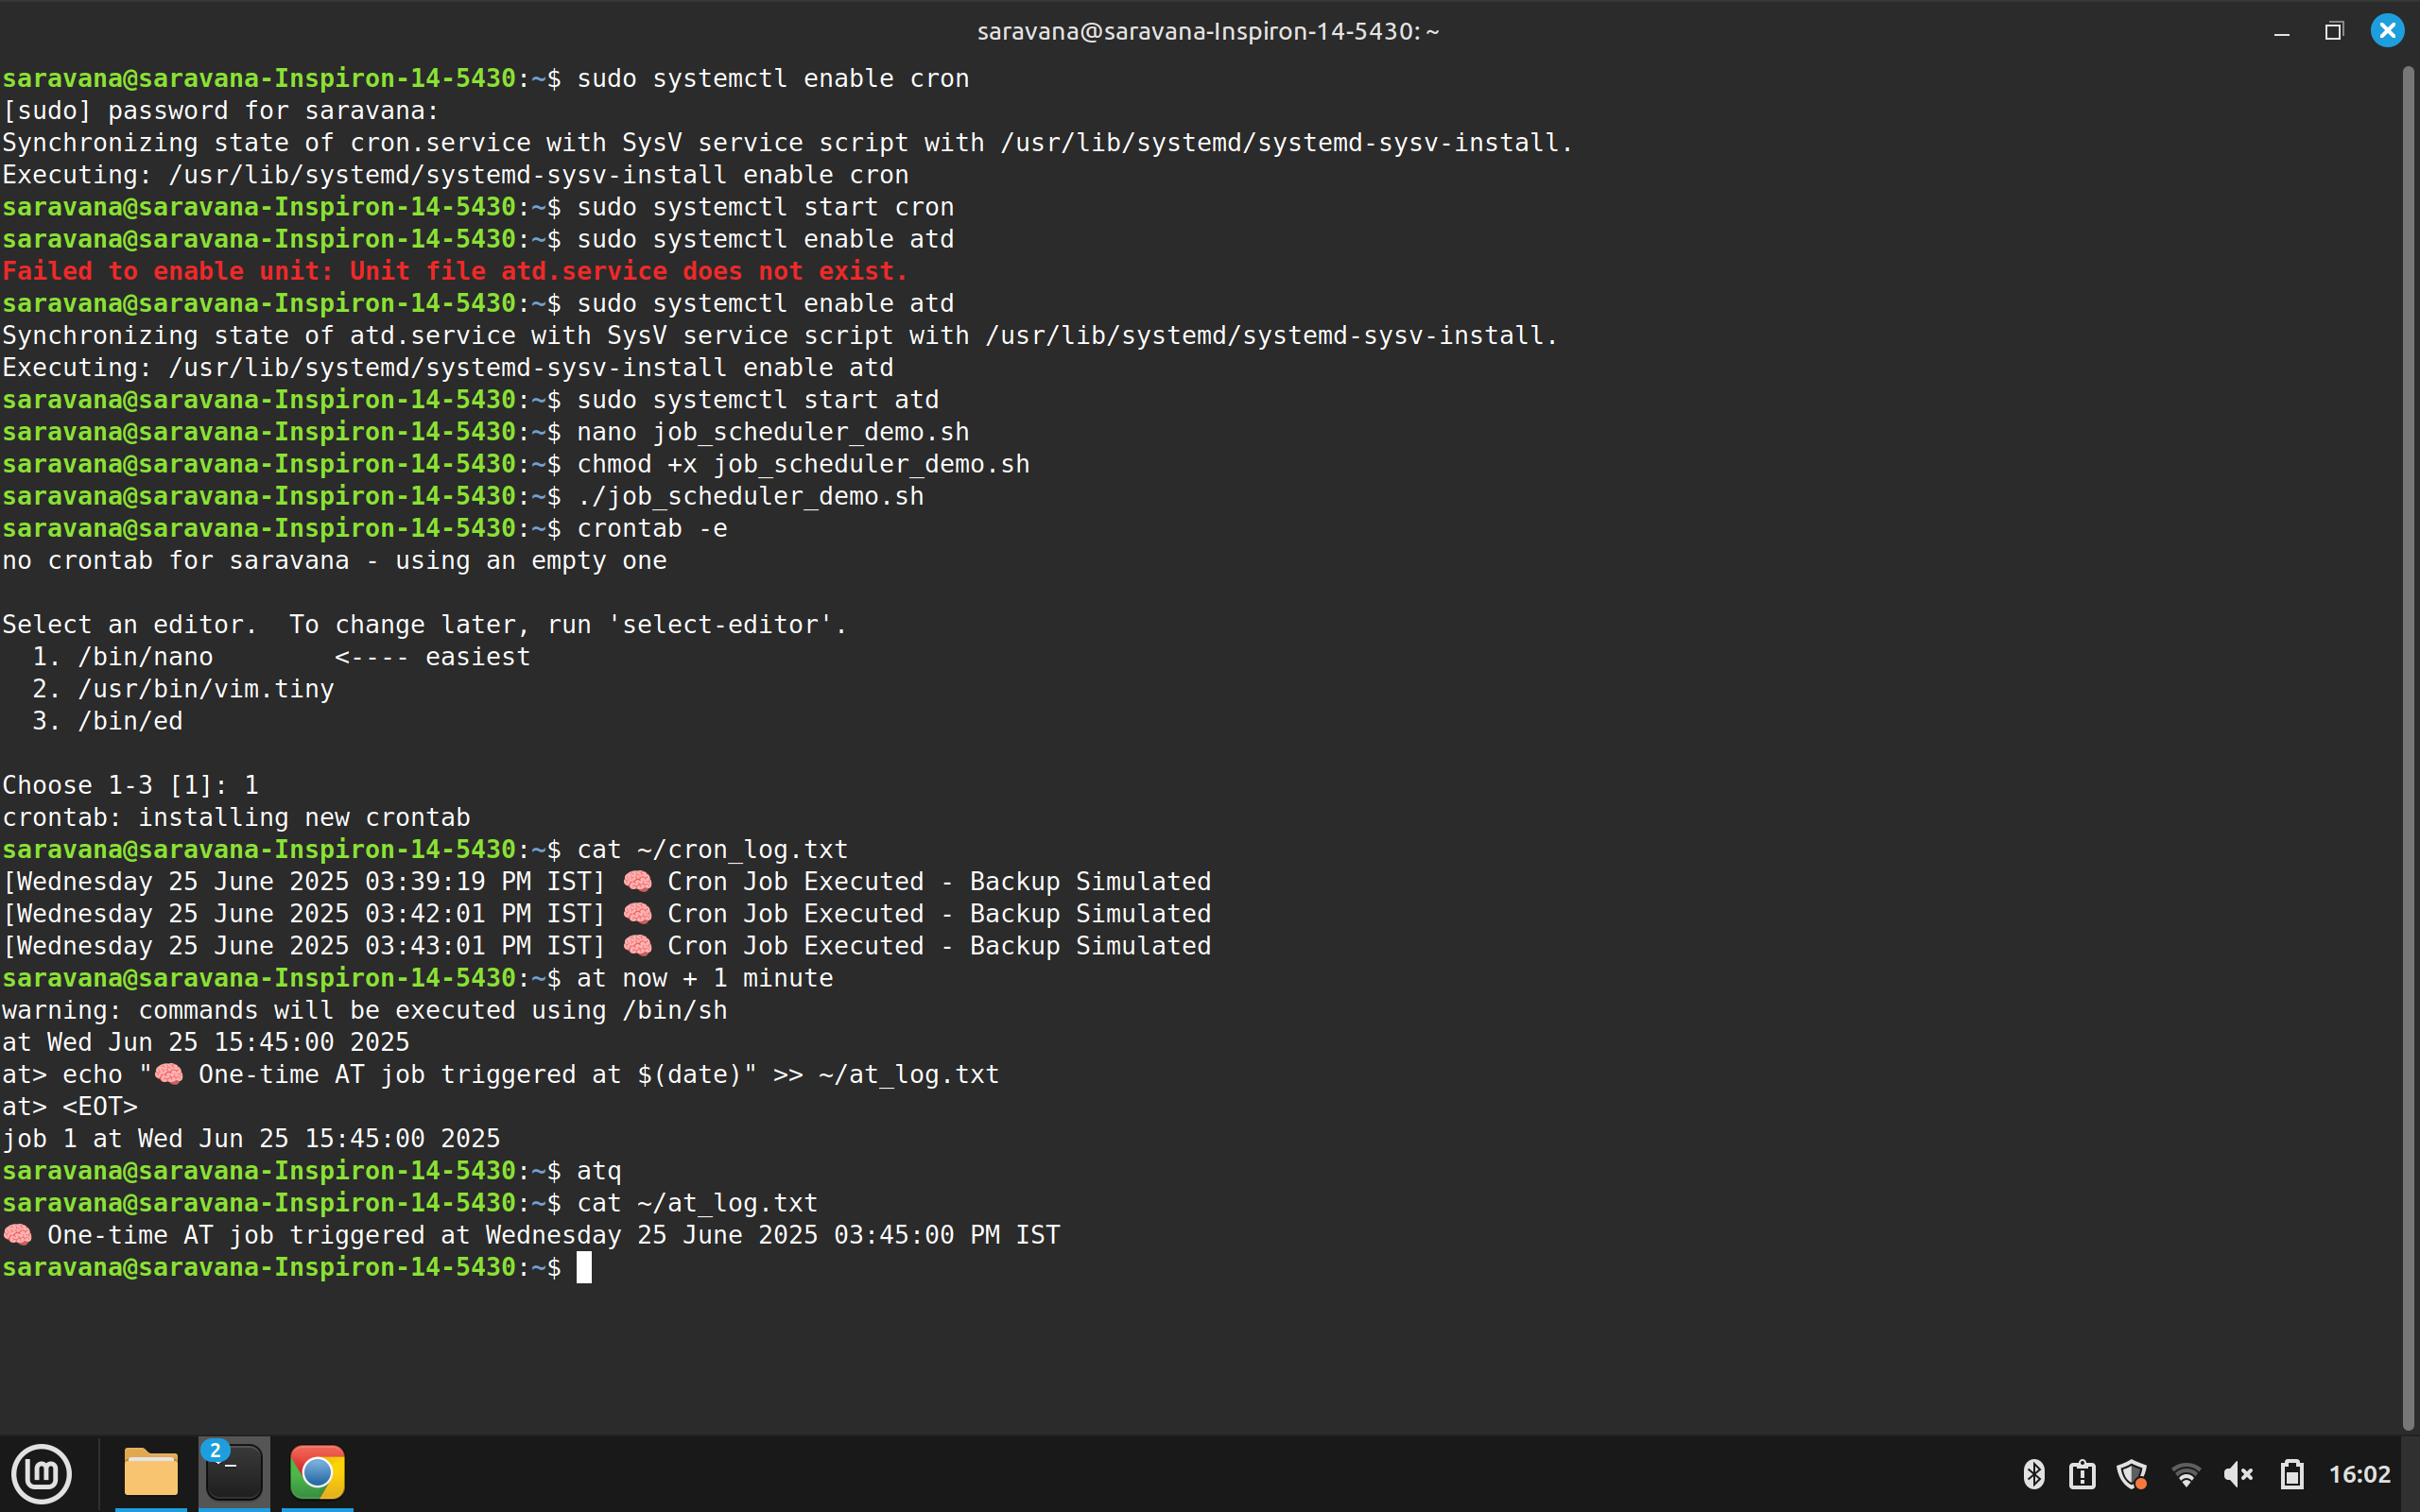 saravana@saravana-Inspiron-14-5430: ~
saravana@saravana-Inspiron-14-5430:~$ sudo systemctl enable cron
[sudo] password for saravana:
Synchronizing state of cron.service with SysV service script with /usr/lib/systemd/systemd-sysv-install.
Executing: /usr/lib/systemd/systemd-sysv-install enable cron
saravana@saravana-Inspiron-14-5430:~$ sudo systemctl start cron
saravana@saravana-Inspiron-14-5430:~$ sudo systemctl enable atd
Failed to enable unit: Unit file atd.service does not exist.
saravana@saravana-Inspiron-14-5430:~$ sudo systemctl enable atd
Synchronizing state of atd.service with SysV service script with /usr/lib/systemd/systemd-sysv-install.
Executing: /usr/lib/systemd/systemd-sysv-install enable atd
saravana@saravana-Inspiron-14-5430:~$ sudo systemctl start atd
saravana@saravana-Inspiron-14-5430:~$ nano job_scheduler_demo.sh
saravana@saravana-Inspiron-14-5430:~$ chmod +x job_scheduler_demo.sh
saravana@saravana-Inspiron-14-5430:~$ ./job_scheduler_demo.sh
saravana@saravana-Inspiron-14-5430:~$ crontab -e
no crontab for saravana - using an empty one
Select an editor.  To change later, run 'select-editor'.
  1. /bin/nano        <---- easiest
  2. /usr/bin/vim.tiny
  3. /bin/ed
Choose 1-3 [1]: 1
crontab: installing new crontab
saravana@saravana-Inspiron-14-5430:~$ cat ~/cron_log.txt
[Wednesday 25 June 2025 03:39:19 PM IST] 🧠 Cron Job Executed - Backup Simulated
[Wednesday 25 June 2025 03:42:01 PM IST] 🧠 Cron Job Executed - Backup Simulated
[Wednesday 25 June 2025 03:43:01 PM IST] 🧠 Cron Job Executed - Backup Simulated
saravana@saravana-Inspiron-14-5430:~$ at now + 1 minute
warning: commands will be executed using /bin/sh
at Wed Jun 25 15:45:00 2025
at> echo "🧠 One-time AT job triggered at $(date)" >> ~/at_log.txt
at> <EOT>
job 1 at Wed Jun 25 15:45:00 2025
saravana@saravana-Inspiron-14-5430:~$ atq
saravana@saravana-Inspiron-14-5430:~$ cat ~/at_log.txt
🧠 One-time AT job triggered at Wednesday 25 June 2025 03:45:00 PM IST
saravana@saravana-Inspiron-14-5430:~$
2
16:02